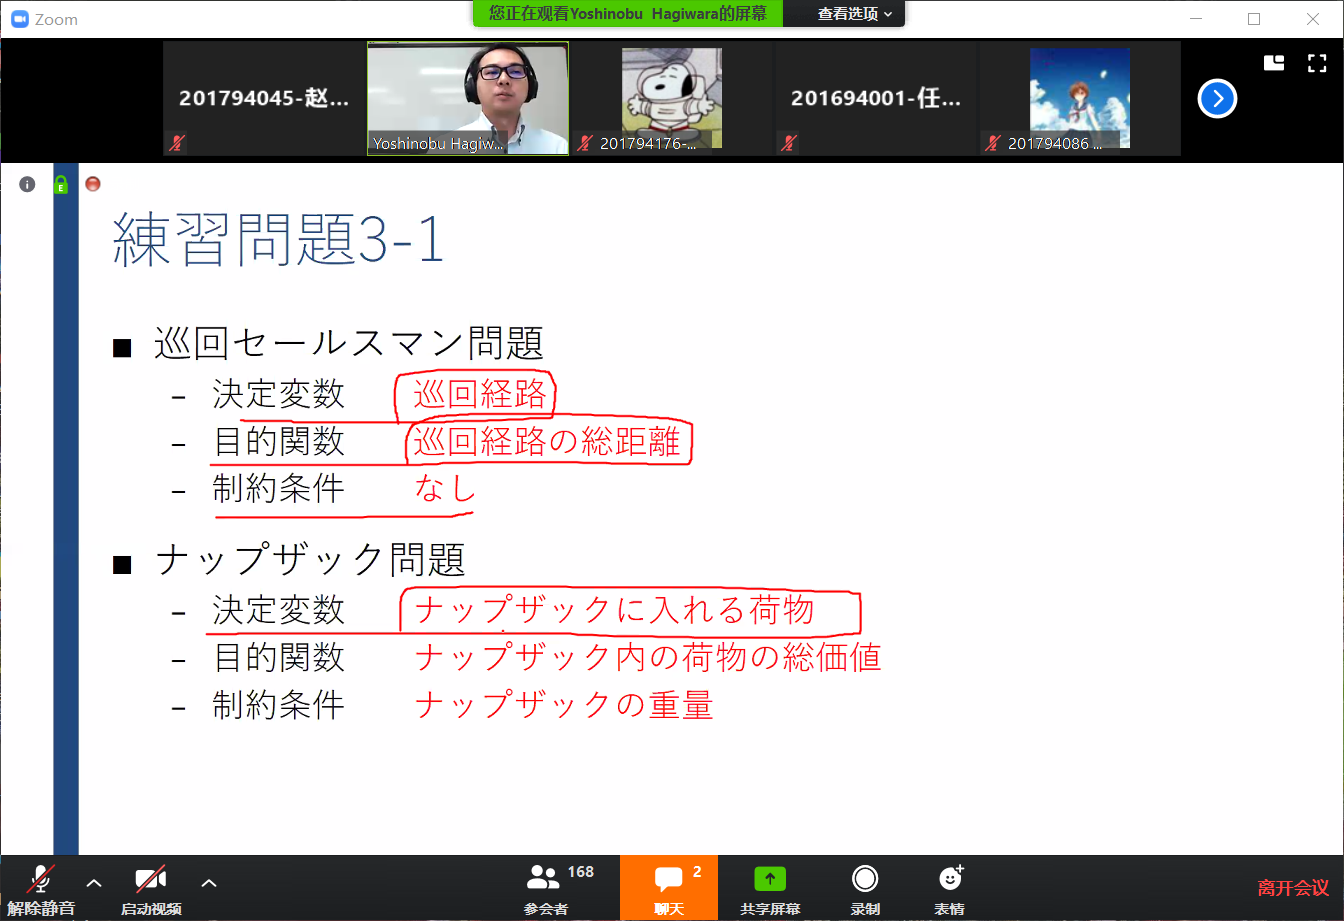 Zoom
您正在观看Yoshinobu Hagiwara的屏幕
查看选项
201794045-赵...
Yoshinobu Hagiw...
201794176-...
201694001-任...
201794086 ...
練習問題3-1
■ 巡回セールスマン問題
– 決定変数 巡回経路
– 目的関数 巡回経路の総距離
– 制約条件 なし
■ ナップザック問題
– 決定変数 ナップザックに入れる荷物
– 目的関数 ナップザック内の荷物の総価値
– 制約条件 ナップザックの重量
解除静音
启动视频
168
参会者
2
聊天
共享屏幕
录制
表情
离开会议